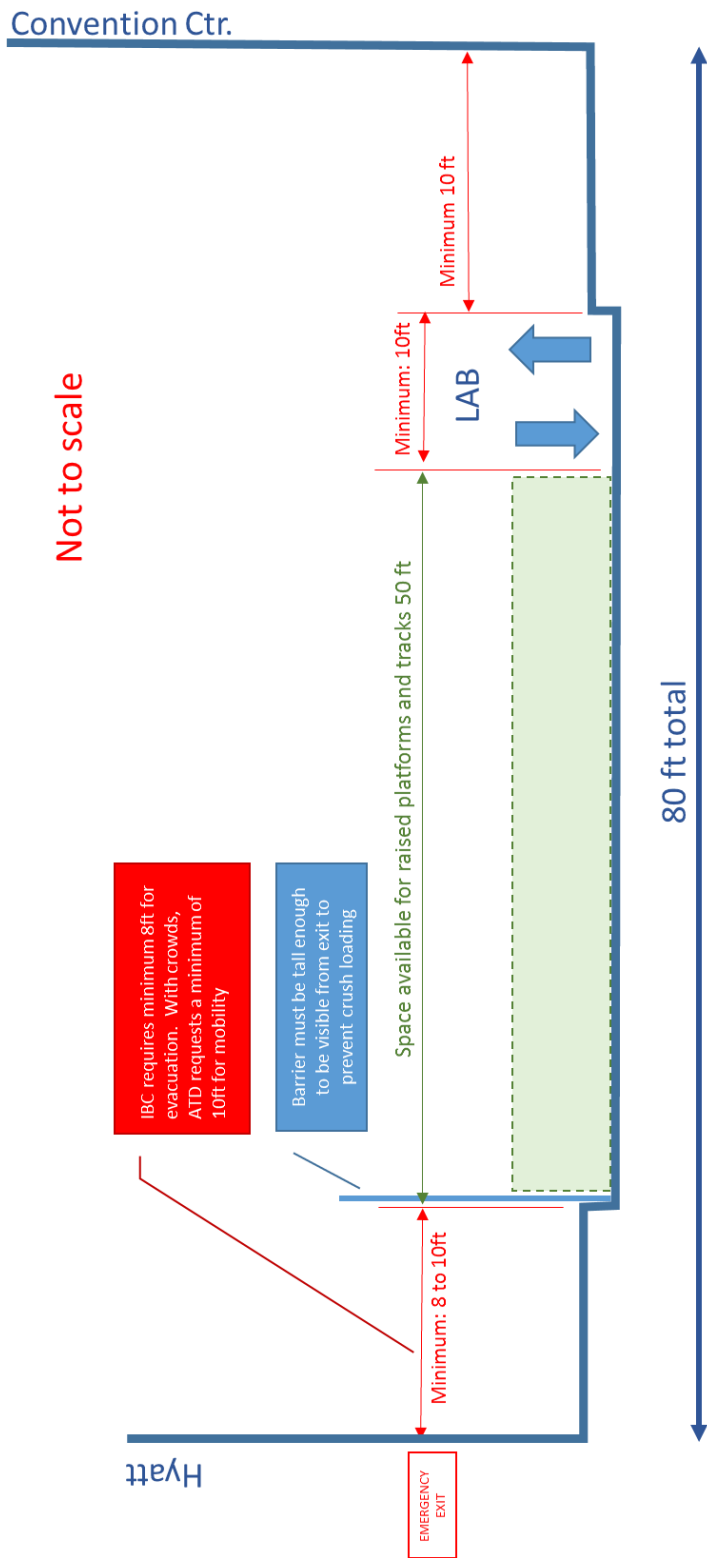 Convention Ctr.
Not to scale
Minimum 10 ft
Minimum: 10ft
LAB
Space available for raised platforms and tracks 50 ft
80 ft total
IBC requires minimum 8ft for
evacuation. With crowds,
ATD requests a minimum of
10ft for mobility
Barrier must be tall enough
to be visible from exit to
prevent crush loading
Minimum: 8 to 10ft
Hyatt
EMERGENCY
EXIT